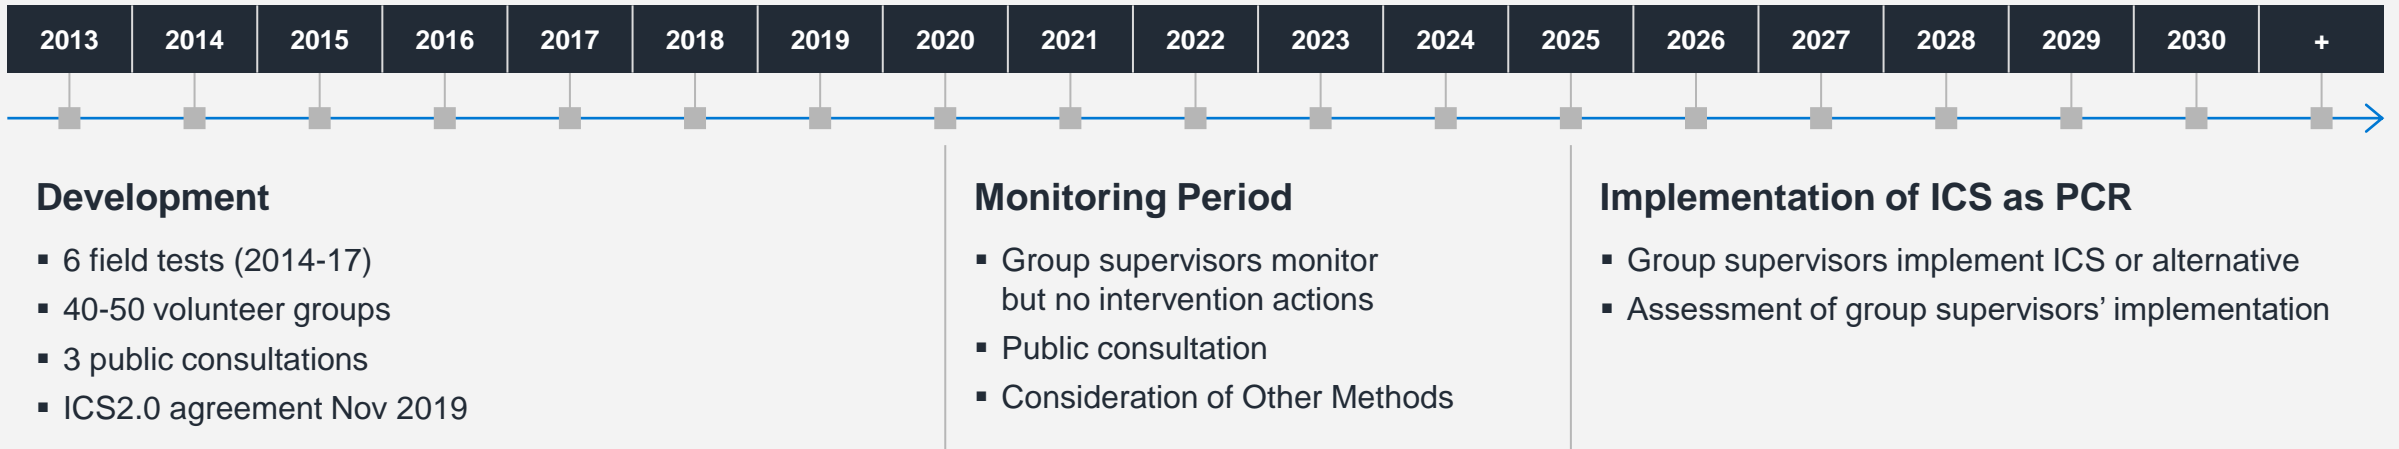 2013 2014 2015 2016 2017 2018 2019 2020 2021 2022 2023 2024 2025 2026 2027 2028 2029 2030 +
Development
▪ 6 field tests (2014-17)
▪ 40-50 volunteer groups
▪ 3 public consultations
▪ ICS2.0 agreement Nov 2019
Monitoring Period
▪ Group supervisors monitor
but no intervention actions
▪ Public consultation
▪ Consideration of Other Methods
Implementation of ICS as PCR
▪ Group supervisors implement ICS or alternative
▪ Assessment of group supervisors’ implementation